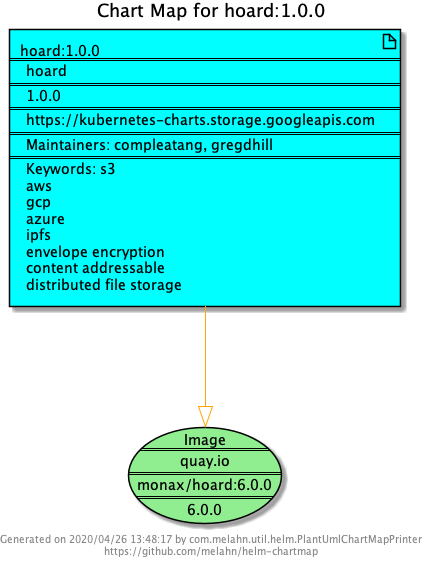 Chart Map for hoard:1.0.0
hoard:1.0.0
hoard
1.0.0
https://kubernetes-charts.storage.googleapis.com
Maintainers: compleatang, gregdhill
Keywords: s3
aws
gcp
azure
ipfs
envelope encryption
content addressable
distributed file storage
Image
quay.io
monax/hoard:6.0.0
6.0.0
Generated on 2020/04/26 13:48:17 by com.melahn.util.helm.PlantUmlChartMapPrinter
https://github.com/melahn/helm-chartmap